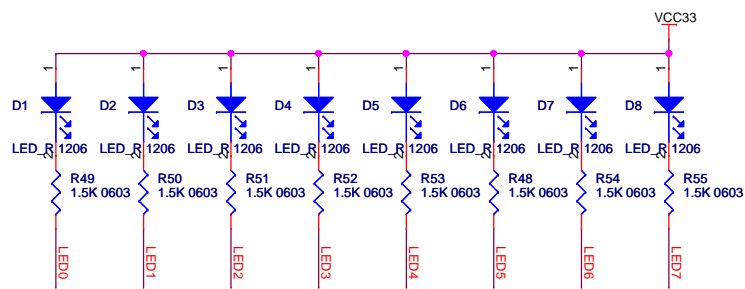 VCC33
1 1 1 1 1 1 1 1
D1 D2 D3 D4 D5 D6 D7 D8
LED_R 1206 LED_R 1206 LED_R 1206 LED_R 1206 LED_R 1206 LED_R 1206 LED_R 1206 LED_R 1206
2 2 2 2 2 2 2 2
R49 R50 R51 R52 R53 R48 R54 R55
1.5K 0603 1.5K 0603 1.5K 0603 1.5K 0603 1.5K 0603 1.5K 0603 1.5K 0603 1.5K 0603
LED0 LED1 LED2 LED3 LED4 LED5 LED6 LED7